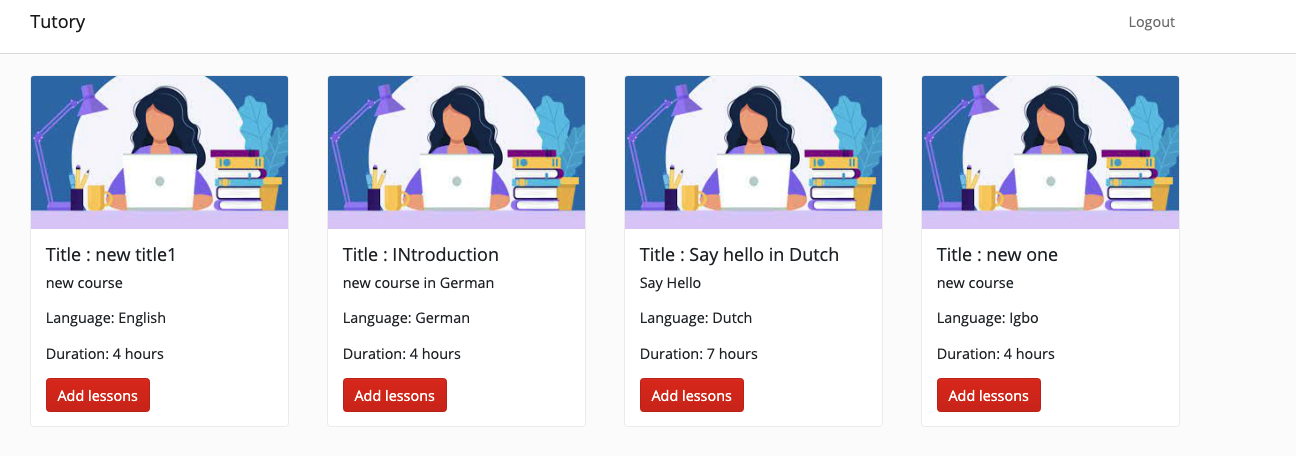 Tutory
Logout
Title : new title1
new course
Language: English
Duration: 4 hours
Add lessons
Title : INtroduction
new course in German
Language: German
Duration: 4 hours
Add lessons
Title : Say hello in Dutch
Say Hello
Language: Dutch
Duration: 7 hours
Add lessons
Title : new one
new course
Language: Igbo
Duration: 4 hours
Add lessons